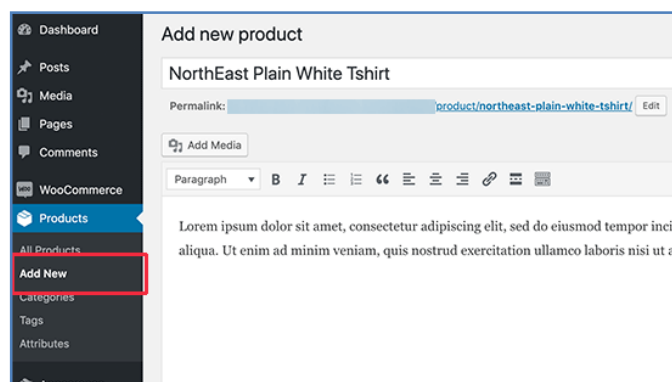 Dashboard
Posts
Media
Pages
Comments
WooCommerce
Products
All Products
Add New
Categories
Tags
Attributes
Add new product
NorthEast Plain White Tshirt
Permalink: product/northeast-plain-white-tshirt/ Edit
Add Media
Paragraph B I
Lorem ipsum dolor sit amet, consectetur adipiscing elit, sed do eiusmod tempor inci
aliqua. Ut enim ad minim veniam, quis nostrud exercitation ullamco laboris nisi ut a